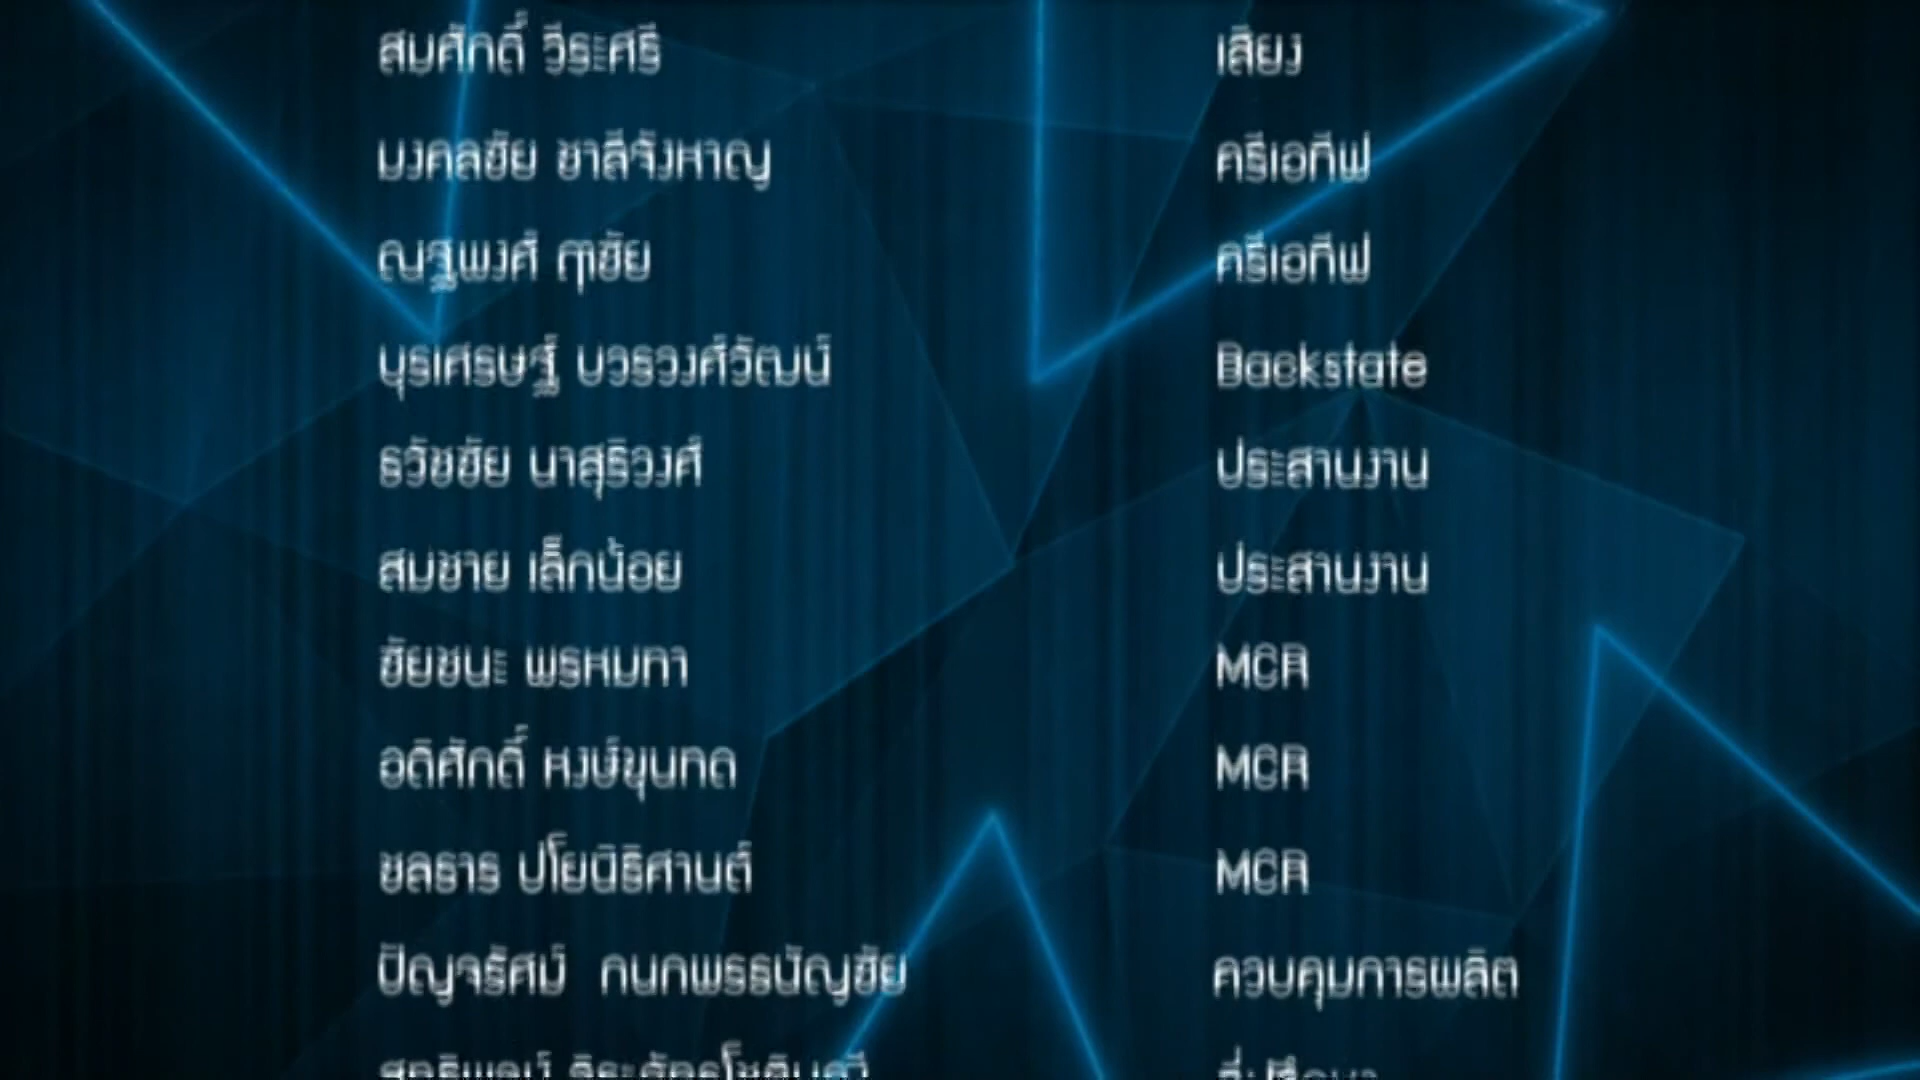 สมศักดิ์ วีระศรี เสียง
มงคลชัย ชาลีจังหาญ ครีเอทีฟ
ณฐพงศ์ ฤาชัย ครีเอทีฟ
บุรเศรษฐ์ บวรวงศ์วัฒน์ Backstate
ธวัชชัย นาสุริวงศ์ ประสานงาน
สมชาย เล็กน้อย ประสานงาน
ชัยชนะ พรหมทา MCR
อดิศักดิ์ หงษ์ขุนทด MCR
ชลธาร ปโยนิธิศานต์ MCR
ปัญจรัศม์ กนกพรรธนัญชัย ควบคุมการผลิต
ที่ปรึกษา